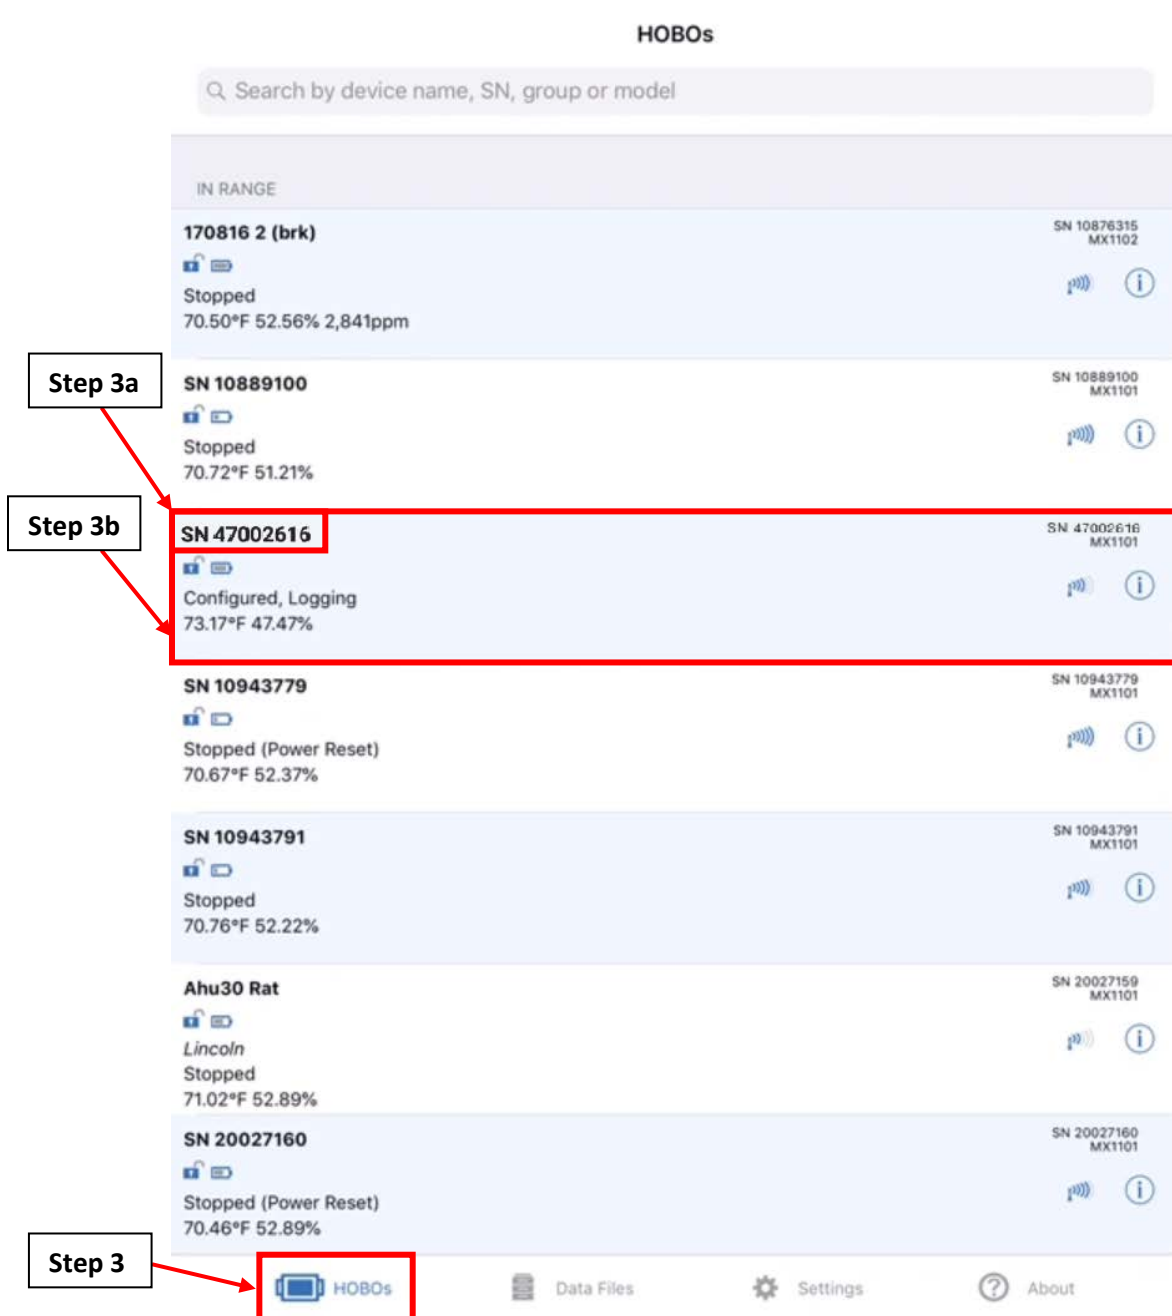 HOBOs
Search by device name, SN, group or model
IN RANGE
170816 2 (brk)
SN 10876315
MX1102
Stopped
70.50°F 52.56% 2,841ppm
Step 3a
SN 10889100
SN 10889100
MX1101
Stopped
70.72°F 51.21%
Step 3b
SN 47002616
SN 47002616
MX1101
Configured, Logging
73.17°F 47.47%
SN 10943779
SN 10943779
MX1101
Stopped (Power Reset)
70.67°F 52.37%
SN 10943791
SN 10943791
MX1101
Stopped
70.76°F 52.22%
Ahu30 Rat
SN 20027159
MX1101
Lincoln
Stopped
71.02°F 52.89%
SN 20027160
SN 20027160
MX1101
Stopped (Power Reset)
70.46°F 52.89%
Step 3
HOBOs Data Files Settings About